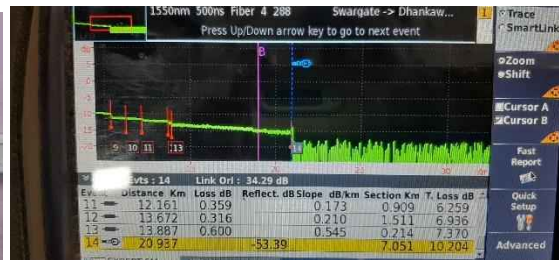 1550nm 500ns Fiber 4 288 Swargate -> Dhankaw... 1
Press Up/Down arrow key to go to next event
Trace
SmartLink
Zoom
Shift
Cursor A
Cursor B
Fast
Report
Quick
Setup
Advanced
B
9 10 11 13
14
Evts : 14 Link Orl : 34.29 dB
Event Distance Km Loss dB Reflect. dB Slope dB/km Section Km T. Loss dB
11 12.161 0.359 0.173 0.909 6.259
12 13.672 0.316 0.210 1.511 6.936
13 13.887 0.600 0.545 0.214 7.370
14 20.937 -53.39 7.051 10.204